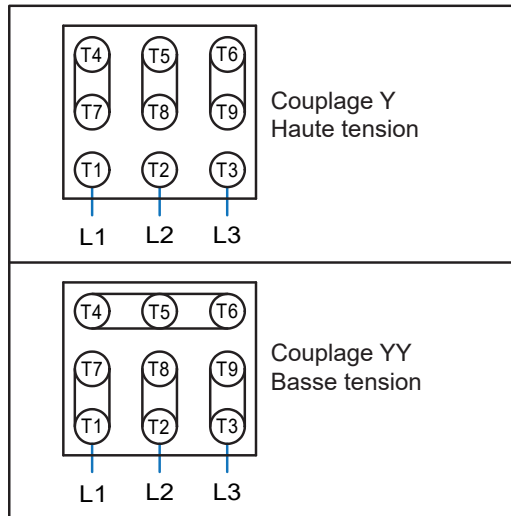 T4 T5 T6
T7 T8 T9
Couplage Y
Haute tension
T1 T2 T3
L1 L2 L3
T4 T5 T6
Couplage YY
Basse tension
T7 T8 T9
T1 T2 T3
L1 L2 L3